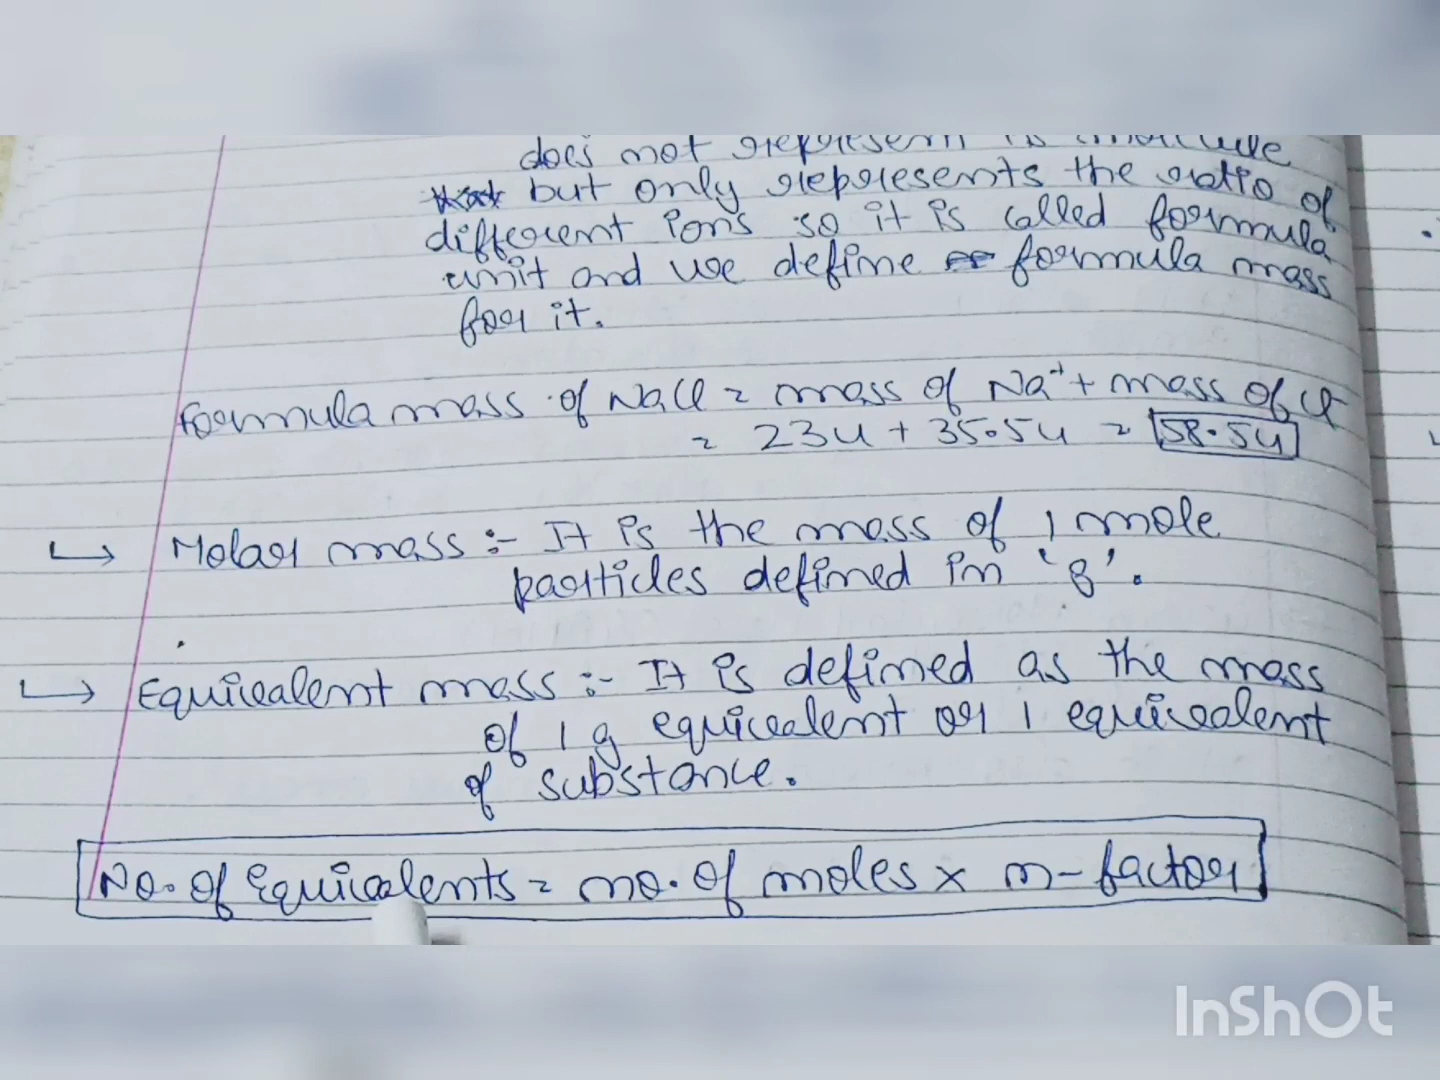 does not represent its molecule
but only represents the ratio of
different ions so it is called formula
unit and we define formula mass
for it.
Formula mass of NaCl = mass of Na⁺ + mass of Cl⁻
= 23u + 35.5u = 58.5u
↳ Molar mass :- It is the mass of 1 mole
particles defined in 'g'.
↳ Equivalent mass :- It is defined as the mass
of 1 g equivalent or 1 equivalent
of substance.
No. of Equivalents = no. of moles × n-factor
InShOt